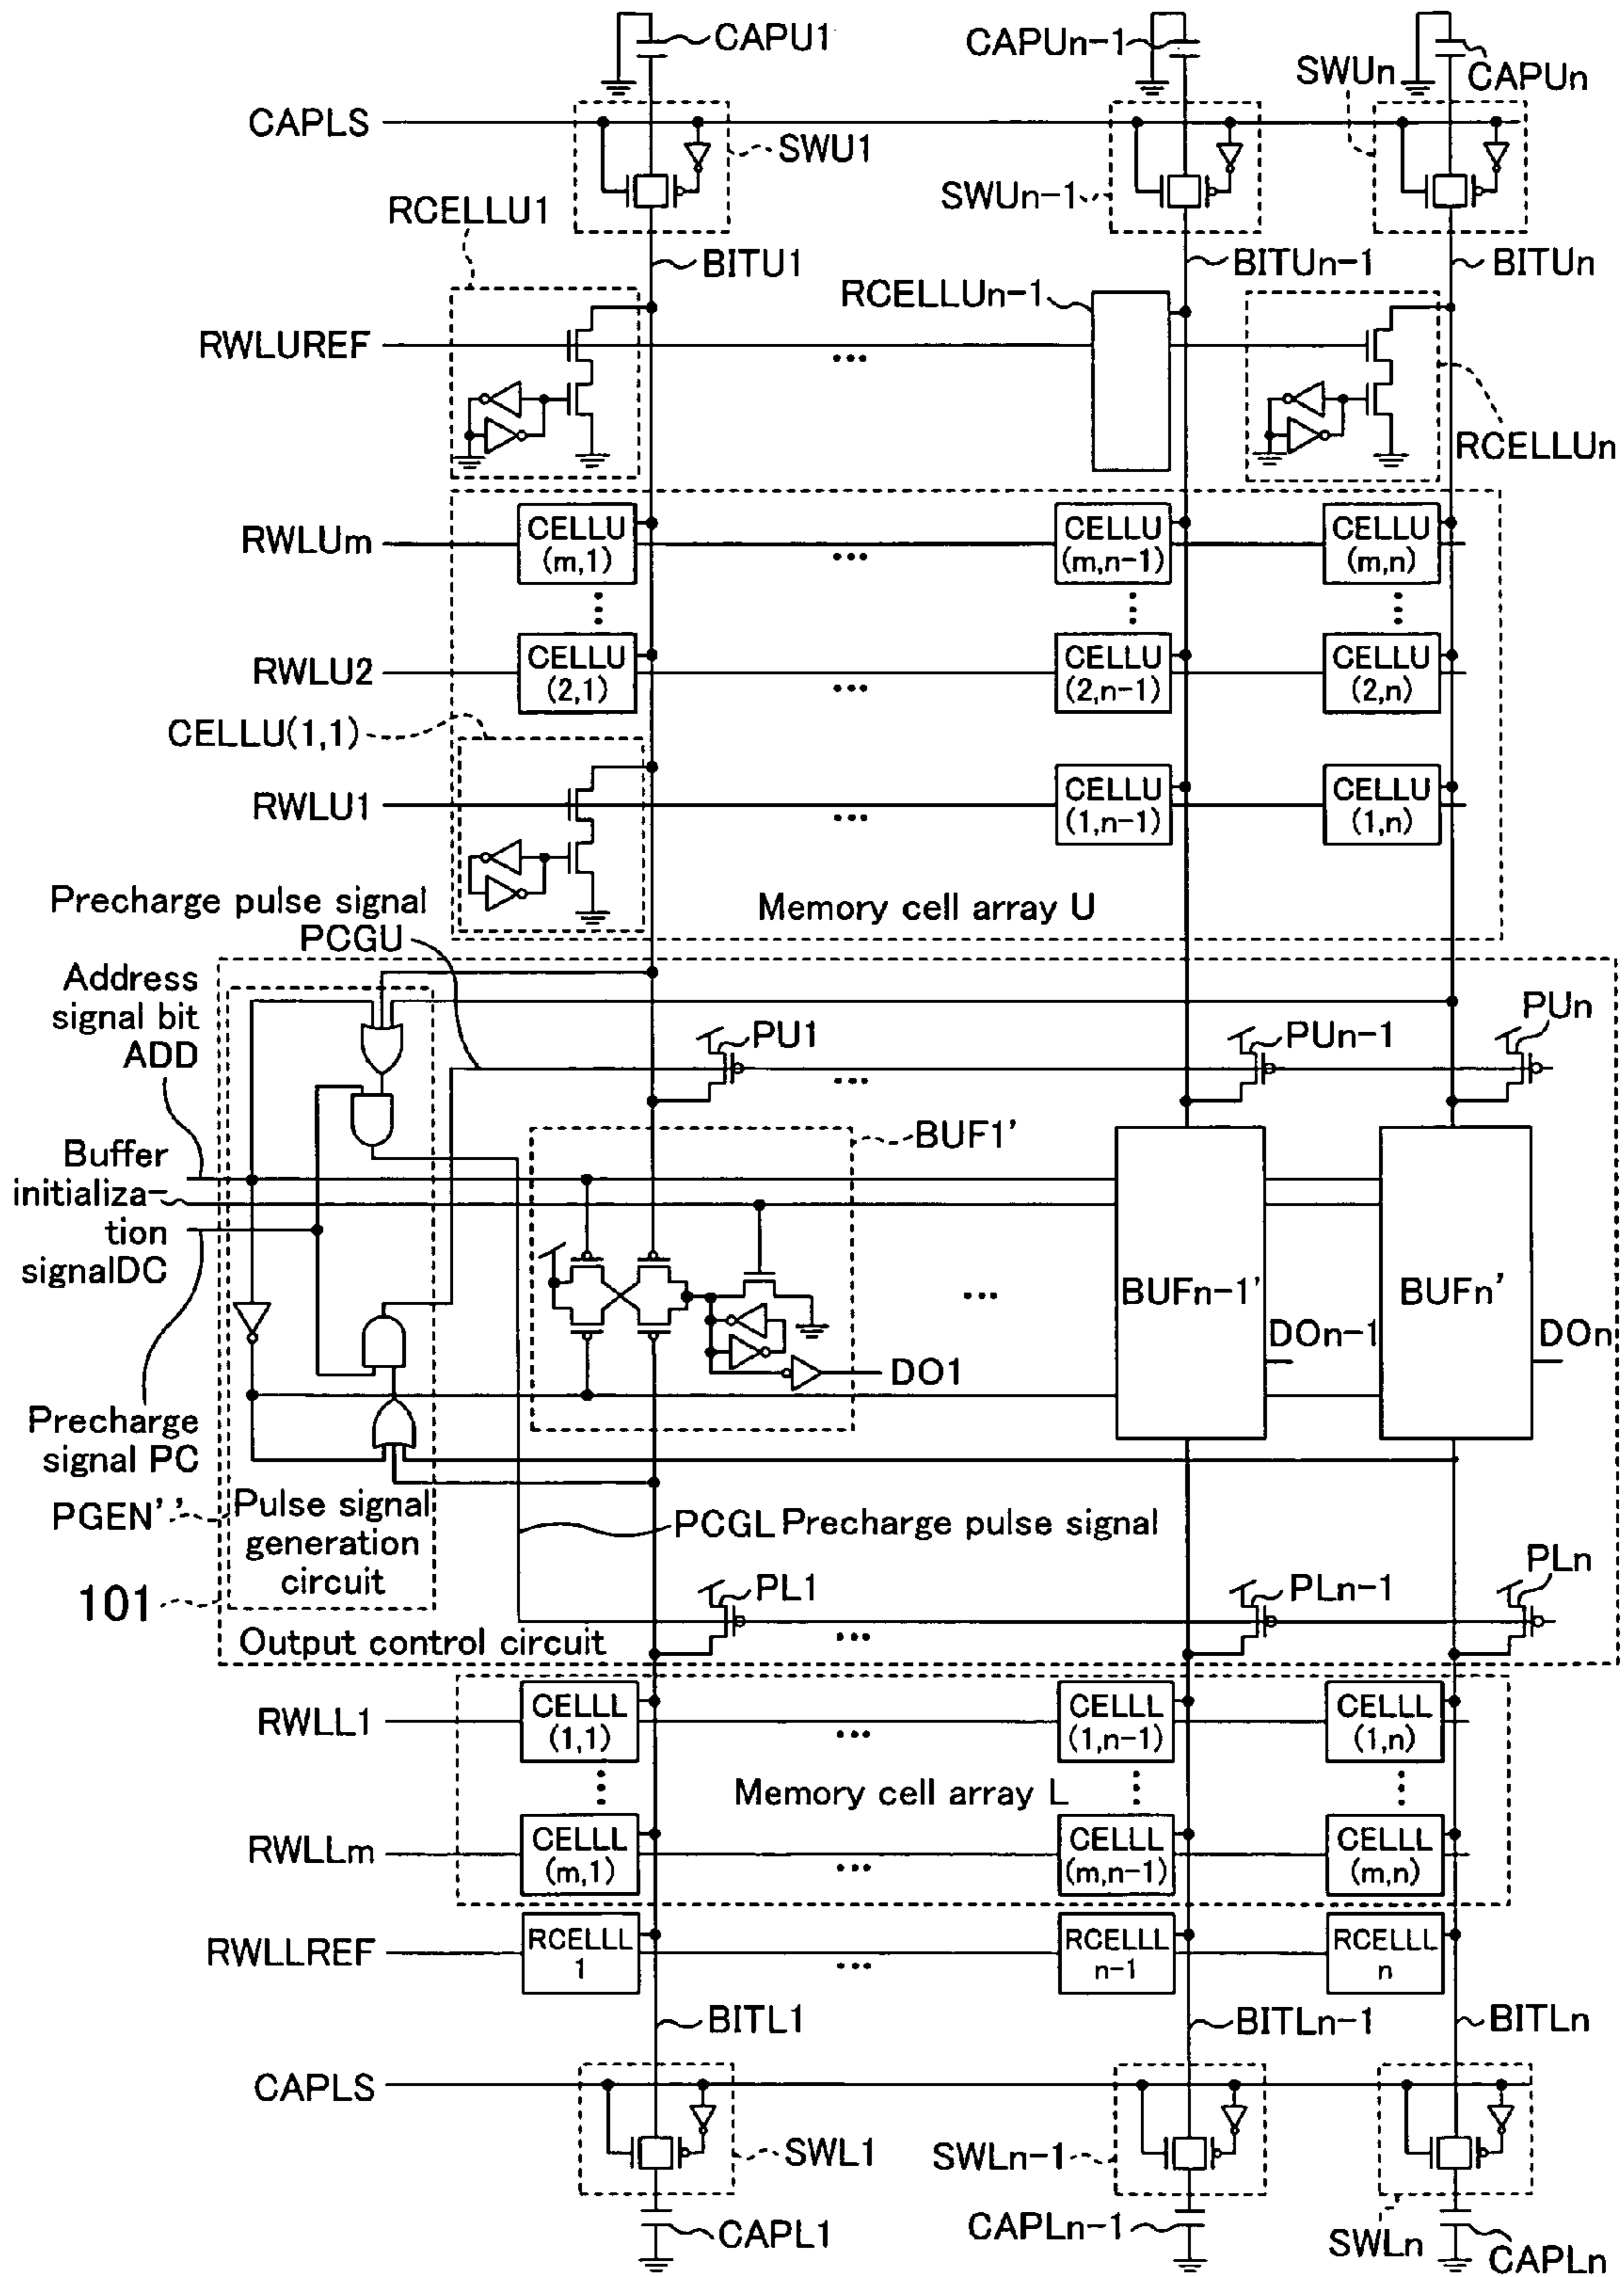 CAPU1
CAPUn-1
CAPUn
SWUn
CAPLS
SWU1
SWUn-1
RCELLU1
BITU1
BITUn-1
BITUn
RCELLUn-1
RWLUREF
...
RCELLUn
RWLUm
CELLU
(m,1)
...
CELLU
(m,n-1)
CELLU
(m,n)
RWLU2
CELLU
(2,1)
...
CELLU
(2,n-1)
CELLU
(2,n)
CELLU(1,1)
RWLU1
...
CELLU
(1,n-1)
CELLU
(1,n)
Memory cell array U
Precharge pulse signal
PCGU
Address
signal bit
ADD
PU1
...
PUn-1
PUn
BUF1'
Buffer
initializa-
tion
signalDC
...
BUFn-1'
BUFn'
DO1
DOn-1
DOn
Precharge
signal PC
PGEN''
Pulse signal
generation
circuit
PCGL Precharge pulse signal
101
PL1
...
PLn-1
PLn
Output control circuit
RWLL1
CELLL
(1,1)
...
CELLL
(1,n-1)
CELLL
(1,n)
Memory cell array L
RWLLm
CELLL
(m,1)
...
CELLL
(m,n-1)
CELLL
(m,n)
RWLLREF
RCELLL
1
...
RCELLL
n-1
RCELLL
n
BITL1
BITLn-1
BITLn
CAPLS
SWL1
SWLn-1
SWLn
CAPL1
CAPLn-1
CAPLn